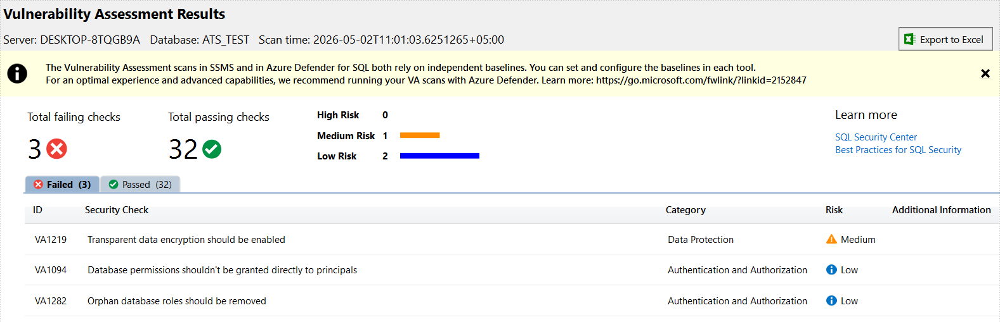 Vulnerability Assessment Results
Server: DESKTOP-8TQGB9A Database: ATS_TEST Scan time: 2026-05-02T11:01:03.6251265+05:00
Export to Excel
The Vulnerability Assessment scans in SSMS and in Azure Defender for SQL both rely on independent baselines. You can set and configure the baselines in each tool.
For an optimal experience and advanced capabilities, we recommend running your VA scans with Azure Defender. Learn more: https://go.microsoft.com/fwlink/?linkid=2152847
Total failing checks
3
Total passing checks
32
High Risk 0
Medium Risk 1
Low Risk 2
Learn more
SQL Security Center
Best Practices for SQL Security
Failed (3) Passed (32)
ID Security Check Category Risk Additional Information
VA1219 Transparent data encryption should be enabled Data Protection Medium
VA1094 Database permissions shouldn't be granted directly to principals Authentication and Authorization Low
VA1282 Orphan database roles should be removed Authentication and Authorization Low